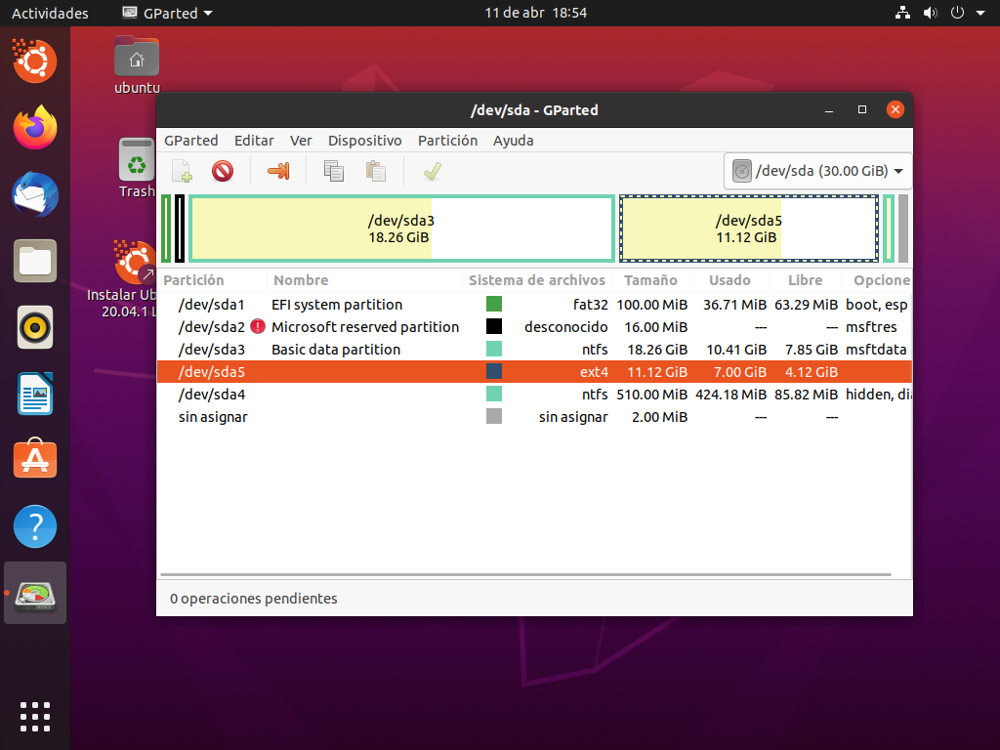 Actividades GParted 11 de abr 18:54
ubuntu
Trash
Instalar Ub
20.04.1 L
/dev/sda - GParted
GParted Editar Ver Dispositivo Partición Ayuda
/dev/sda (30.00 GiB)
/dev/sda3
18.26 GiB
/dev/sda5
11.12 GiB
Partición Nombre Sistema de archivos Tamaño Usado Libre Opcione
/dev/sda1 EFI system partition fat32 100.00 MiB 36.71 MiB 63.29 MiB boot, esp
/dev/sda2 Microsoft reserved partition desconocido 16.00 MiB --- --- msftres
/dev/sda3 Basic data partition ntfs 18.26 GiB 10.41 GiB 7.85 GiB msftdata
/dev/sda5 ext4 11.12 GiB 7.00 GiB 4.12 GiB
/dev/sda4 ntfs 510.00 MiB 424.18 MiB 85.82 MiB hidden, di
sin asignar sin asignar 2.00 MiB --- ---
0 operaciones pendientes